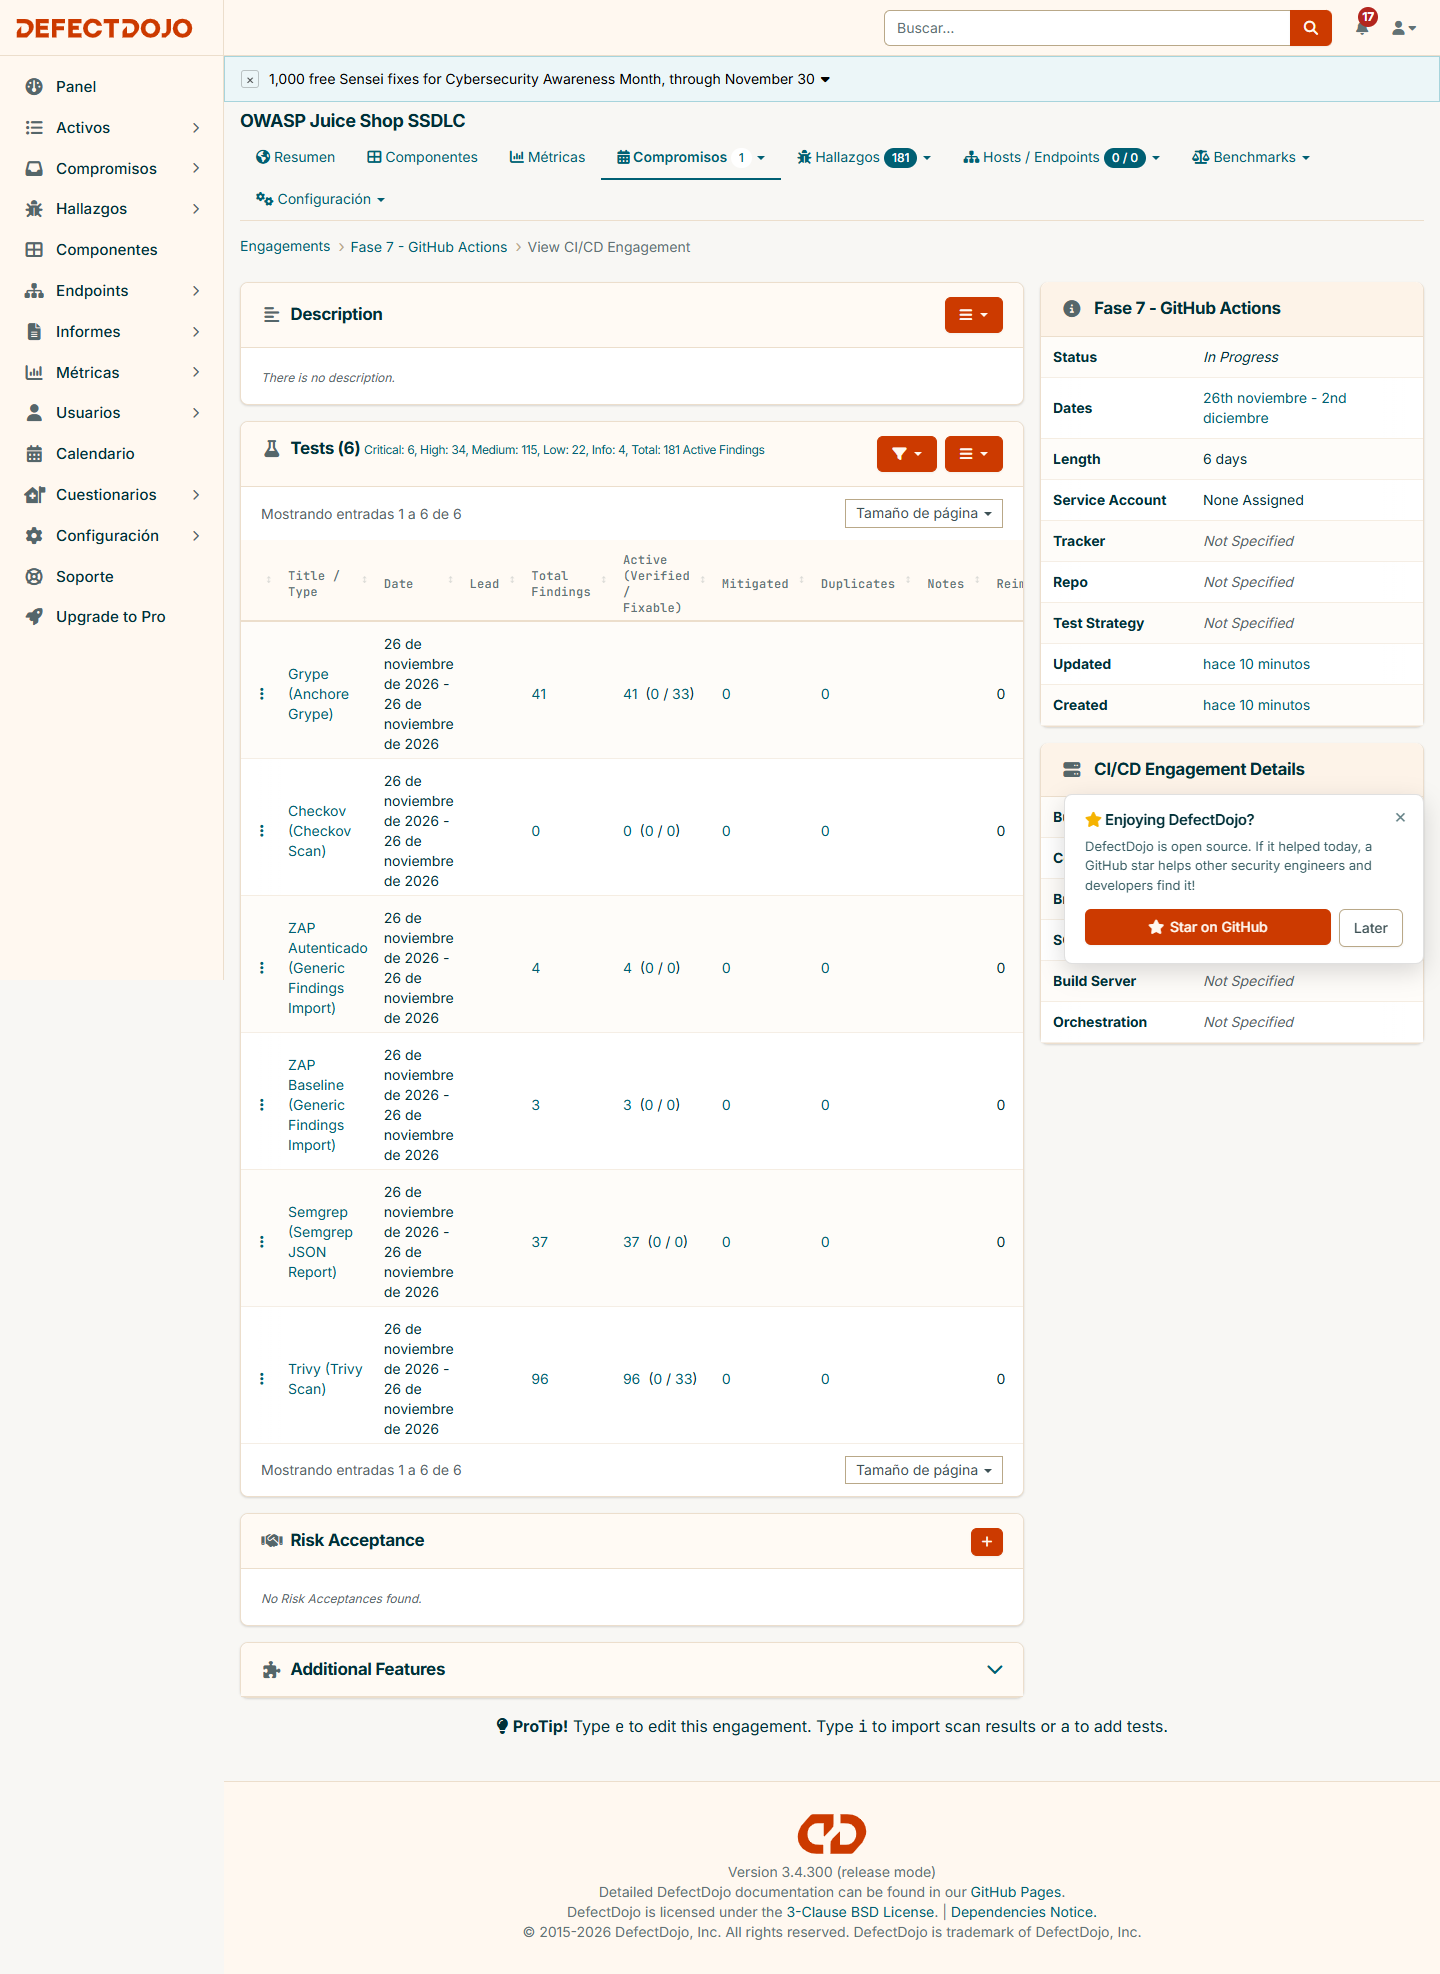 DEFECTDOJO
Buscar...
17
Panel
Activos
Compromisos
Hallazgos
Componentes
Endpoints
Informes
Métricas
Usuarios
Calendario
Cuestionarios
Configuración
Soporte
Upgrade to Pro
× 1,000 free Sensei fixes for Cybersecurity Awareness Month, through November 30
OWASP Juice Shop SSDLC
Resumen Componentes Métricas Compromisos 1 Hallazgos 181 Hosts / Endpoints 0 / 0 Benchmarks
Configuración
Engagements > Fase 7 - GitHub Actions > View CI/CD Engagement
Description
There is no description.
Tests (6) Critical: 6, High: 34, Medium: 115, Low: 22, Info: 4, Total: 181 Active Findings
Mostrando entradas 1 a 6 de 6
Tamaño de página
Title / Type
Date
Lead
Total Findings
Active (Verified / Fixable)
Mitigated
Duplicates
Notes
Reim
Grype (Anchore Grype)
26 de noviembre de 2026 - 26 de noviembre de 2026
41
41 (0 / 33)
0
0
0
Checkov (Checkov Scan)
26 de noviembre de 2026 - 26 de noviembre de 2026
0
0 (0 / 0)
0
0
0
ZAP Autenticado (Generic Findings Import)
26 de noviembre de 2026 - 26 de noviembre de 2026
4
4 (0 / 0)
0
0
0
ZAP Baseline (Generic Findings Import)
26 de noviembre de 2026 - 26 de noviembre de 2026
3
3 (0 / 0)
0
0
0
Semgrep (Semgrep JSON Report)
26 de noviembre de 2026 - 26 de noviembre de 2026
37
37 (0 / 0)
0
0
0
Trivy (Trivy Scan)
26 de noviembre de 2026 - 26 de noviembre de 2026
96
96 (0 / 33)
0
0
0
Mostrando entradas 1 a 6 de 6
Tamaño de página
Risk Acceptance
+
No Risk Acceptances found.
Additional Features
Fase 7 - GitHub Actions
Status In Progress
Dates 26th noviembre - 2nd diciembre
Length 6 days
Service Account None Assigned
Tracker Not Specified
Repo Not Specified
Test Strategy Not Specified
Updated hace 10 minutos
Created hace 10 minutos
CI/CD Engagement Details
Enjoying DefectDojo? ×
DefectDojo is open source. If it helped today, a
GitHub star helps other security engineers and
developers find it!
Star on GitHub
Later
Build Server Not Specified
Orchestration Not Specified
ProTip! Type e to edit this engagement. Type i to import scan results or a to add tests.
Version 3.4.300 (release mode)
Detailed DefectDojo documentation can be found in our GitHub Pages.
DefectDojo is licensed under the 3-Clause BSD License. | Dependencies Notice.
© 2015-2026 DefectDojo, Inc. All rights reserved. DefectDojo is trademark of DefectDojo, Inc.